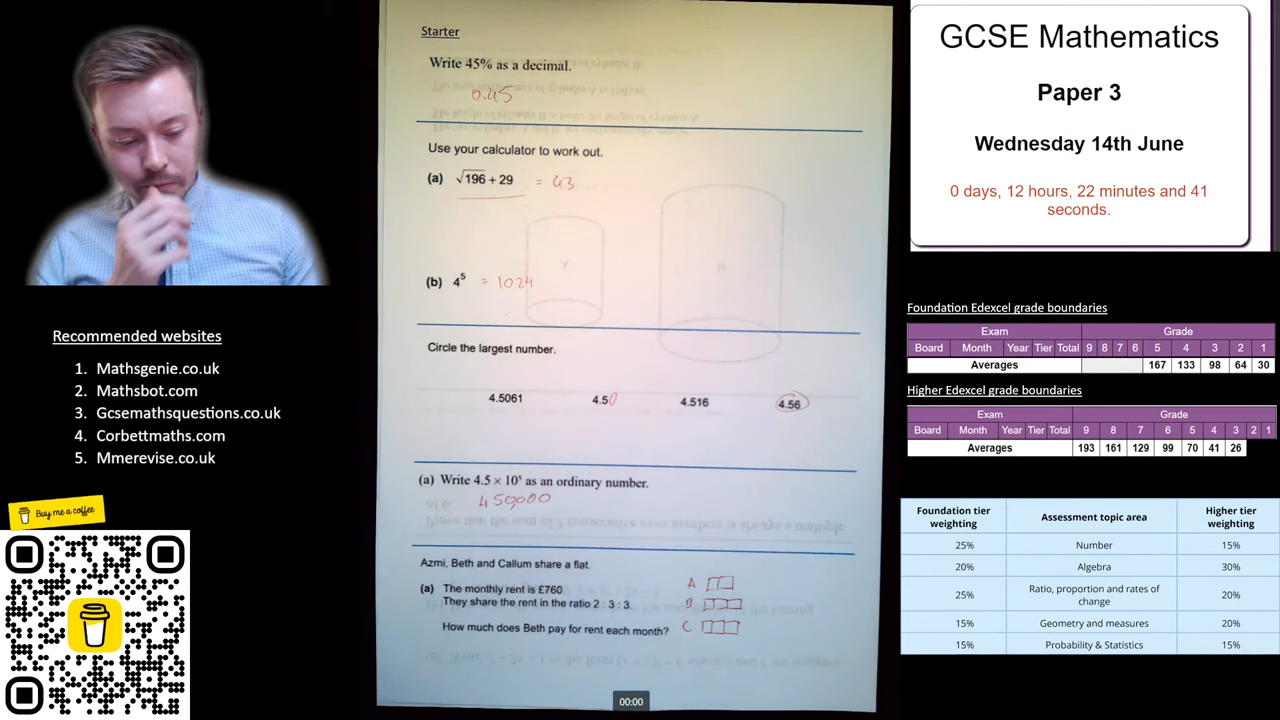 Starter
Write 45% as a decimal.
0.45
Use your calculator to work out.
(a) √196 + 29 = 43
(b) 4⁵ = 1024
Circle the largest number.
4.5061 4.50 4.516 4.56
(a) Write 4.5 × 10⁵ as an ordinary number.
450000
Azmi, Beth and Callum share a flat.
(a) The monthly rent is £760
They share the rent in the ratio 2 : 3 : 3.
How much does Beth pay for rent each month?
A
B
C
00:00
Recommended websites
1. Mathsgenie.co.uk
2. Mathsbot.com
3. Gcsemathsquestions.co.uk
4. Corbettmaths.com
5. Mmerevise.co.uk
Buy me a coffee
GCSE Mathematics
Paper 3
Wednesday 14th June
0 days, 12 hours, 22 minutes and 41
seconds.
Foundation Edexcel grade boundaries
Exam Grade
Board Month Year Tier Total 9 8 7 6 5 4 3 2 1
Averages 167 133 98 64 30
Higher Edexcel grade boundaries
Exam Grade
Board Month Year Tier Total 9 8 7 6 5 4 3 2 1
Averages 193 161 129 99 70 41 26
Foundation tier weighting Assessment topic area Higher tier weighting
25% Number 15%
20% Algebra 30%
25% Ratio, proportion and rates of change 20%
15% Geometry and measures 20%
15% Probability & Statistics 15%